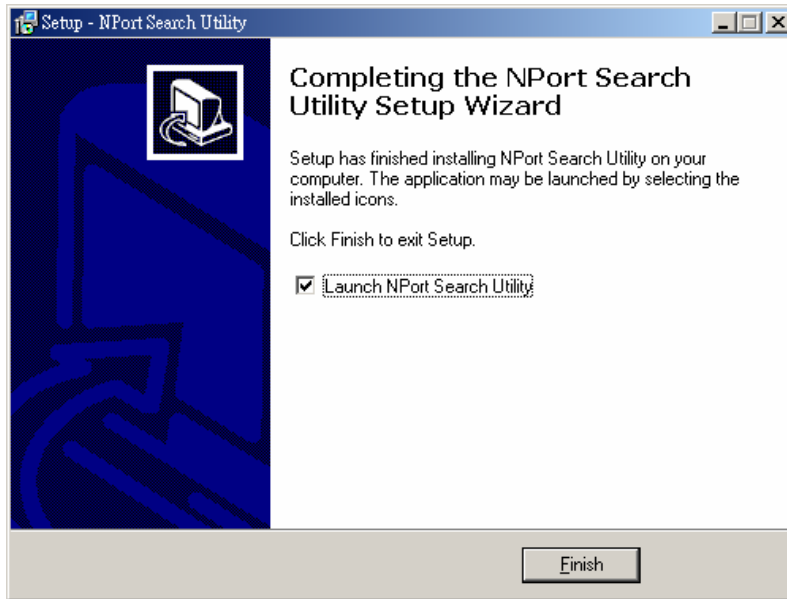 Setup - NPort Search Utility
Completing the NPort Search
Utility Setup Wizard
Setup has finished installing NPort Search Utility on your
computer. The application may be launched by selecting the
installed icons.
Click Finish to exit Setup.
Launch NPort Search Utility
Finish